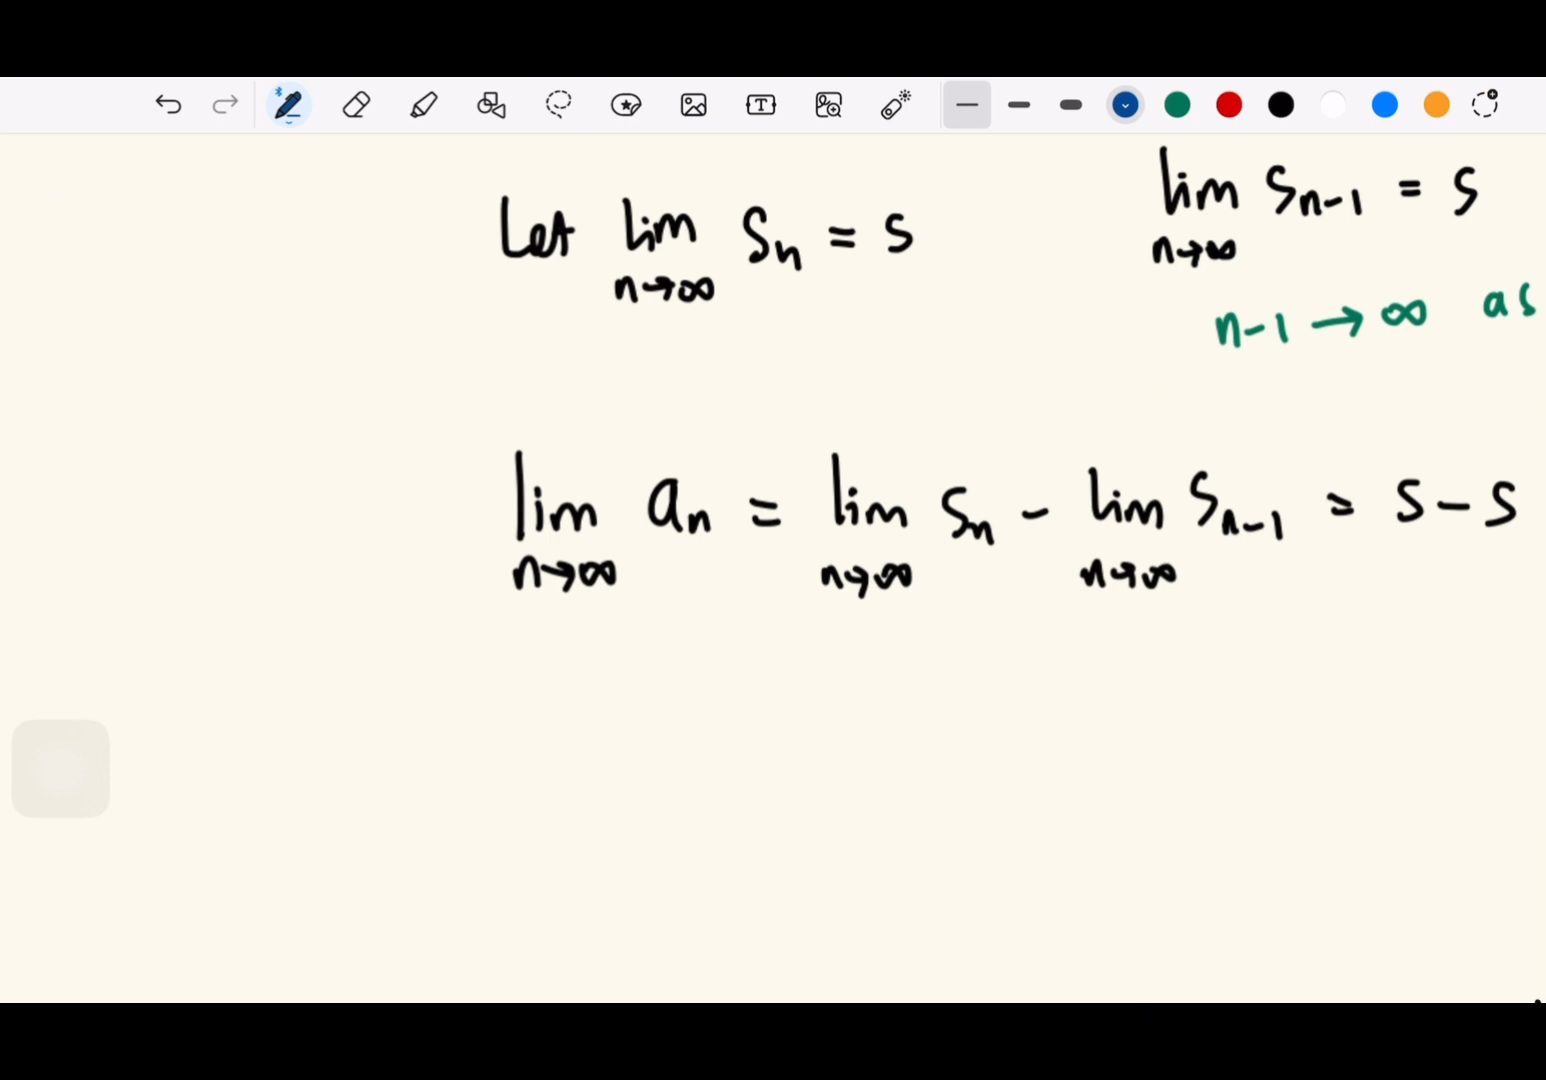 Let lim n→∞ Sn = s
lim n→∞ Sn-1 = s
n-1 → ∞ as
lim n→∞ an = lim n→∞ Sn - lim n→∞ Sn-1 = s - s